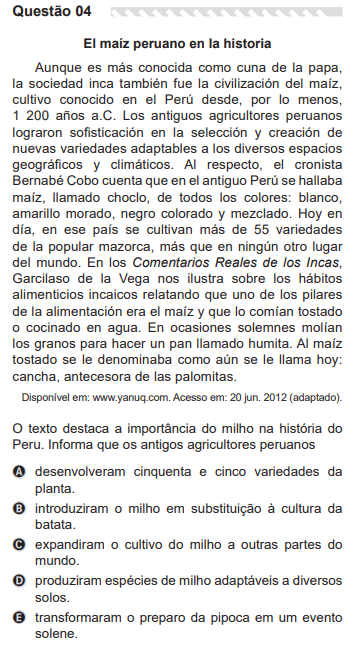 Questão 04
El maíz peruano en la historia
Aunque es más conocida como cuna de la papa,
la sociedad inca también fue la civilización del maíz,
cultivo conocido en el Perú desde, por lo menos,
1 200 años a.C. Los antiguos agricultores peruanos
lograron sofisticación en la selección y creación de
nuevas variedades adaptables a los diversos espacios
geográficos y climáticos. Al respecto, el cronista
Bernabé Cobo cuenta que en el antiguo Perú se hallaba
maíz, llamado choclo, de todos los colores: blanco,
amarillo morado, negro colorado y mezclado. Hoy en
día, en ese país se cultivan más de 55 variedades
de la popular mazorca, más que en ningún otro lugar
del mundo. En los Comentarios Reales de los Incas,
Garcilaso de la Vega nos ilustra sobre los hábitos
alimenticios incaicos relatando que uno de los pilares
de la alimentación era el maíz y que lo comían tostado
o cocinado en agua. En ocasiones solemnes molían
los granos para hacer un pan llamado humita. Al maíz
tostado se le denominaba como aún se le llama hoy:
cancha, antecesora de las palomitas.
Disponível em: www.yanuq.com. Acesso em: 20 jun. 2012 (adaptado).
O texto destaca a importância do milho na história do
Peru. Informa que os antigos agricultores peruanos
A desenvolveram cinquenta e cinco variedades da
planta.
B introduziram o milho em substituição à cultura da
batata.
C expandiram o cultivo do milho a outras partes do
mundo.
D produziram espécies de milho adaptáveis a diversos
solos.
E transformaram o preparo da pipoca em um evento
solene.